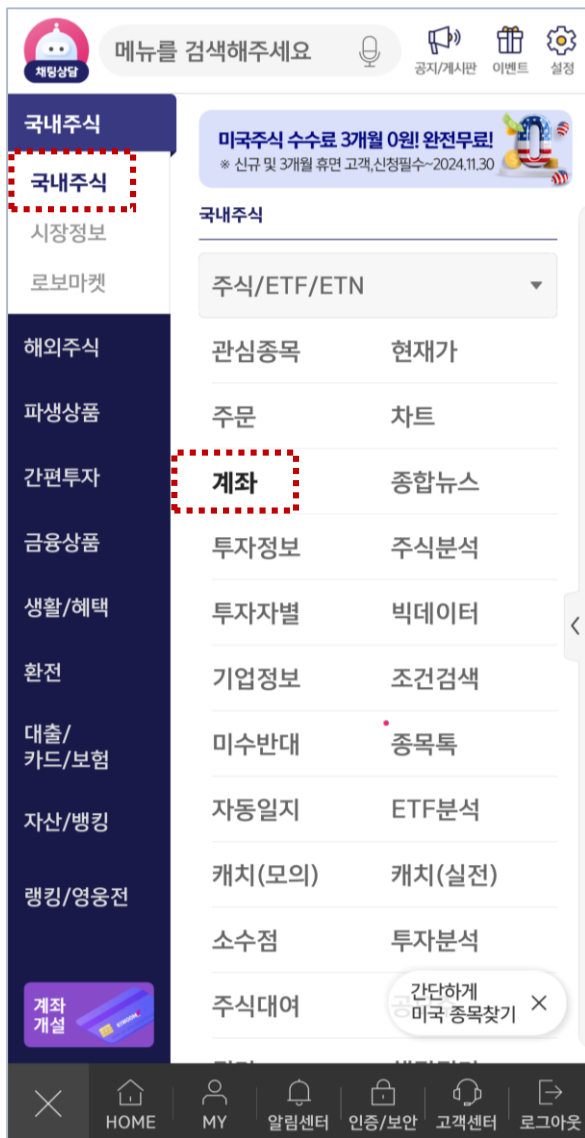 채팅상담
메뉴를 검색해주세요
공지/게시판 이벤트 설정
국내주식
국내주식
시장정보
로보마켓
해외주식
파생상품
간편투자
금융상품
생활/혜택
환전
대출/
카드/보험
자산/뱅킹
랭킹/영웅전
계좌
개설
미국주식 수수료 3개월 0원! 완전무료!
※ 신규 및 3개월 휴면 고객,신청필수~2024.11.30
국내주식
주식/ETF/ETN
관심종목 현재가
주문 차트
계좌 종합뉴스
투자정보 주식분석
투자자별 빅데이터
기업정보 조건검색
미수반대 종목톡
자동일지 ETF분석
캐치(모의) 캐치(실전)
소수점 투자분석
주식대여
간단하게
미국 종목찾기
HOME MY 알림센터 인증/보안 고객센터 로그아웃